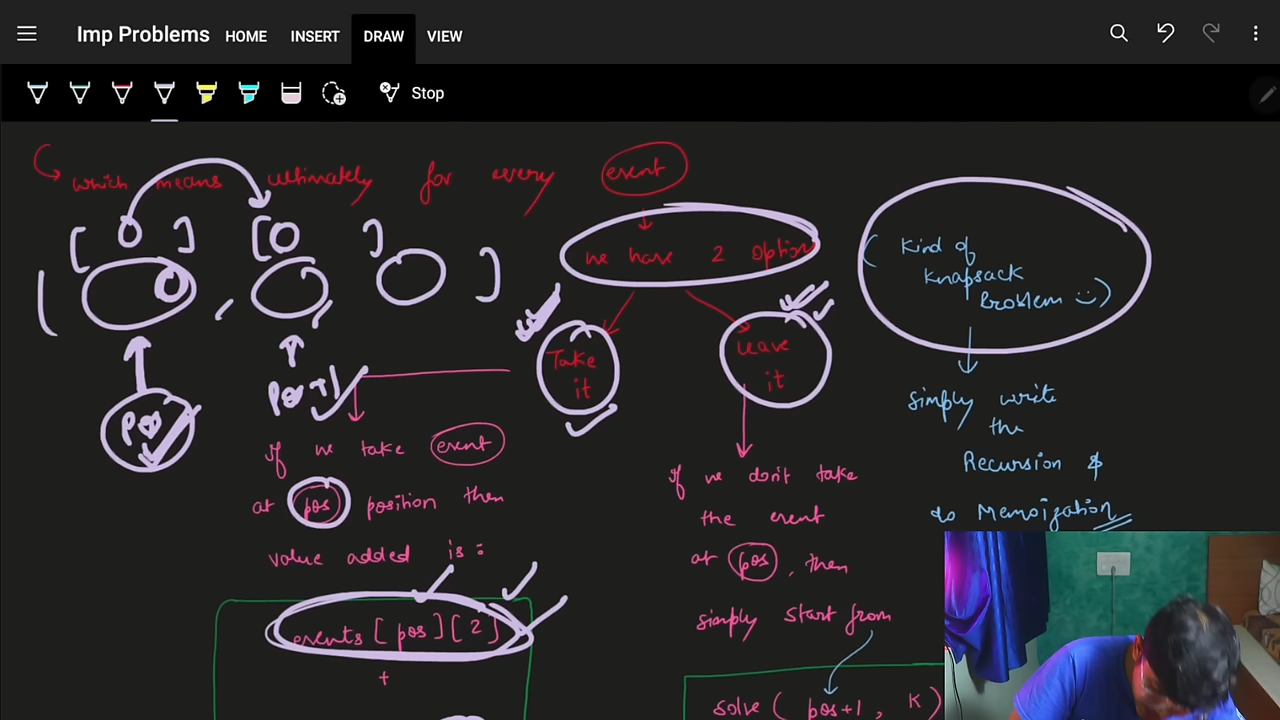 Imp Problems HOME INSERT DRAW VIEW
Stop
which means ultimately for every event
we have 2 option
(Kind of
Knapsack
Problem :))
Take
it
Leave
it
pos
pos+1
simply write
the
Recursion &
do Memoization
if we take event
at pos position then
value added is:
events[pos][2]
+
if we don't take
the event
at pos, then
simply start from
solve( pos+1, K)